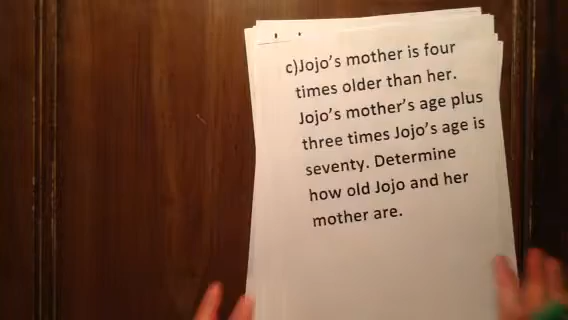 c)Jojo's mother is four
times older than her.
Jojo's mother's age plus
three times Jojo's age is
seventy. Determine
how old Jojo and her
mother are.